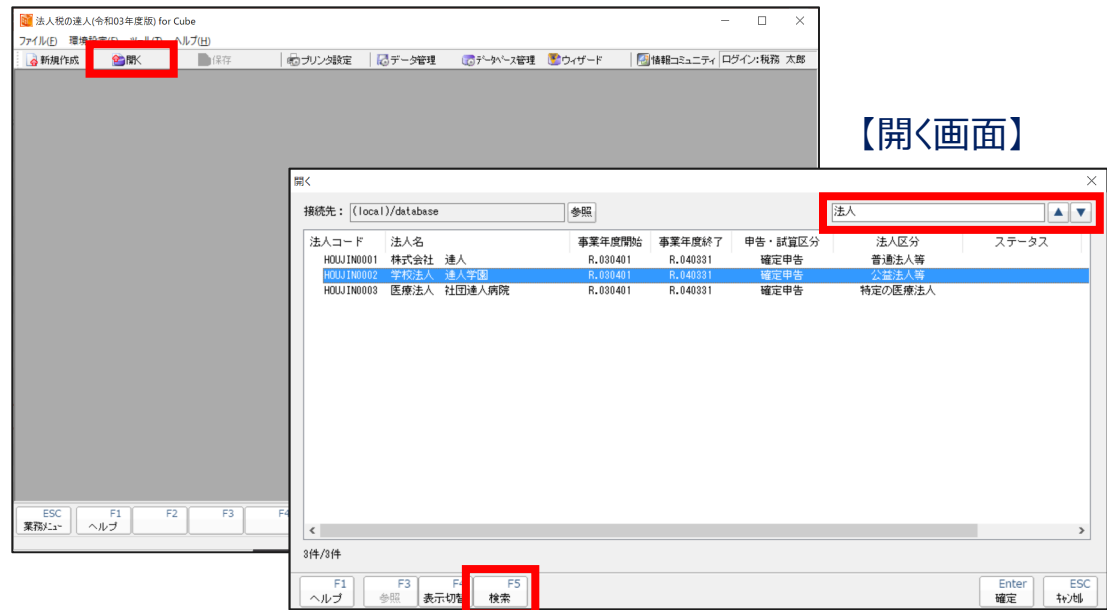 法人税の達人(令和03年度版) for Cube
ファイル(F) ヘルプ(H)
新規作成 開く 保存 プリンタ設定 データ管理 データベース管理 ウィザード 情報コミュニティ ログイン:税務 太郎
【開く画面】
開く
接続先: (local)/database 参照 法人 ▲ ▼
法人コード 法人名 事業年度開始 事業年度終了 申告・試算区分 法人区分 ステータス
HOUJIN0001 株式会社 達人 R.030401 R.040331 確定申告 普通法人等
HOUJIN0002 学校法人 達人学園 R.030401 R.040331 確定申告 公益法人等
HOUJIN0003 医療法人 社団達人病院 R.030401 R.040331 確定申告 特定の医療法人
ESC F1 F2 F3 F4
業務メニュー ヘルプ
3件/3件
F1 F3 F4 F5 Enter ESC
ヘルプ 参照 表示切替 検索 確定 キャンセル